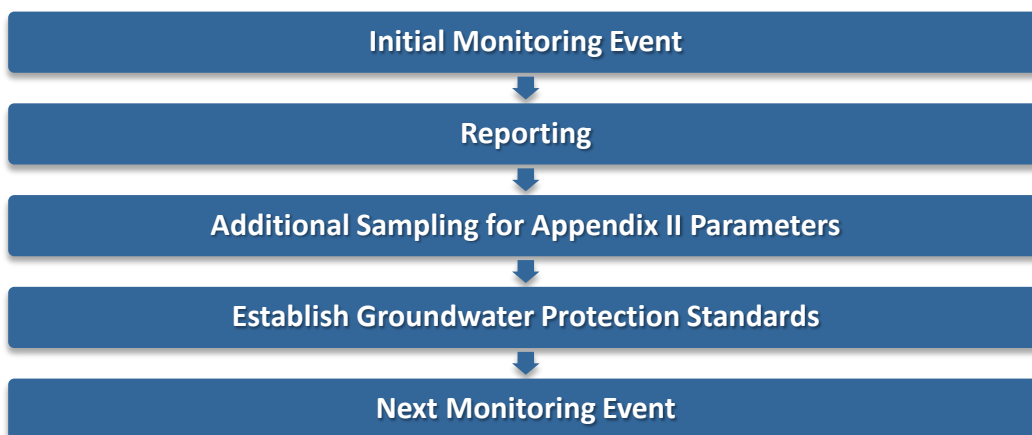 Initial Monitoring Event
Reporting
Additional Sampling for Appendix II Parameters
Establish Groundwater Protection Standards
Next Monitoring Event